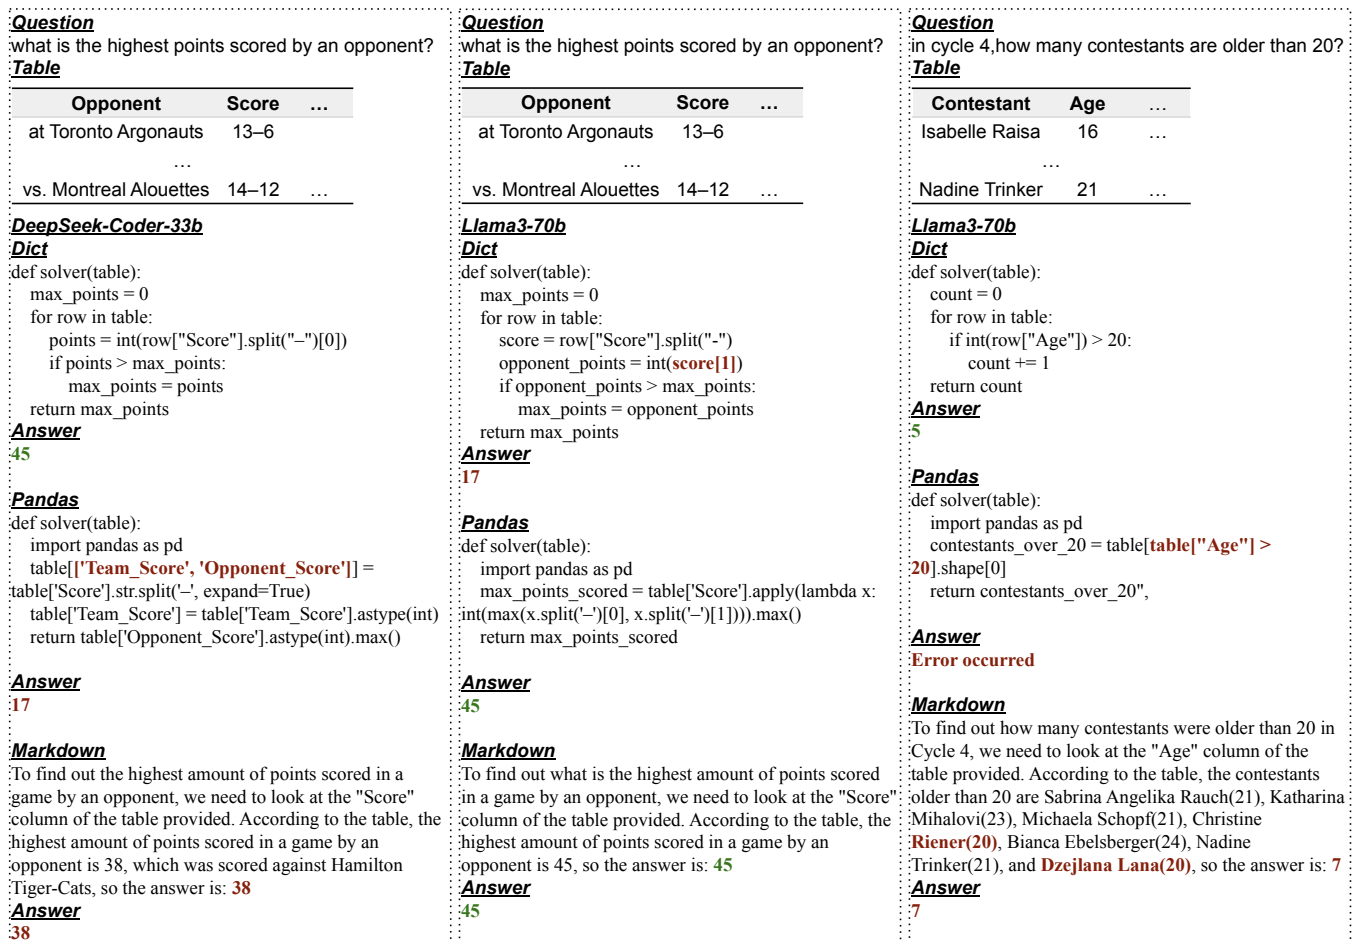 Question
what is the highest points scored by an opponent?
Table
Opponent Score …
at Toronto Argonauts 13–6
…
vs. Montreal Alouettes 14–12 …
DeepSeek-Coder-33b
Dict
def solver(table):
max_points = 0
for row in table:
points = int(row["Score"].split("–")[0])
if points > max_points:
max_points = points
return max_points
Answer
45
Pandas
def solver(table):
import pandas as pd
table[['Team_Score', 'Opponent_Score']] =
table['Score'].str.split('–', expand=True)
table['Team_Score'] = table['Team_Score'].astype(int)
return table['Opponent_Score'].astype(int).max()
Answer
17
Markdown
To find out the highest amount of points scored in a
game by an opponent, we need to look at the "Score"
column of the table provided. According to the table, the
highest amount of points scored in a game by an
opponent is 38, which was scored against Hamilton
Tiger-Cats, so the answer is: 38
Answer
38
Question
what is the highest points scored by an opponent?
Table
Opponent Score …
at Toronto Argonauts 13–6
…
vs. Montreal Alouettes 14–12 …
Llama3-70b
Dict
def solver(table):
max_points = 0
for row in table:
score = row["Score"].split("-")
opponent_points = int(score[1])
if opponent_points > max_points:
max_points = opponent_points
return max_points
Answer
17
Pandas
def solver(table):
import pandas as pd
max_points_scored = table['Score'].apply(lambda x:
int(max(x.split('–')[0], x.split('–')[1]))).max()
return max_points_scored
Answer
45
Markdown
To find out what is the highest amount of points scored
in a game by an opponent, we need to look at the "Score"
column of the table provided. According to the table, the
highest amount of points scored in a game by an
opponent is 45, so the answer is: 45
Answer
45
Question
in cycle 4,how many contestants are older than 20?
Table
Contestant Age …
Isabelle Raisa 16 …
…
Nadine Trinker 21 …
Llama3-70b
Dict
def solver(table):
count = 0
for row in table:
if int(row["Age"]) > 20:
count += 1
return count
Answer
5
Pandas
def solver(table):
import pandas as pd
contestants_over_20 = table[table["Age"] >
20].shape[0]
return contestants_over_20",
Answer
Error occurred
Markdown
To find out how many contestants were older than 20 in
Cycle 4, we need to look at the "Age" column of the
table provided. According to the table, the contestants
older than 20 are Sabrina Angelika Rauch(21), Katharina
Mihalovi(23), Michaela Schopf(21), Christine
Riener(20), Bianca Ebelsberger(24), Nadine
Trinker(21), and Dzejlana Lana(20), so the answer is: 7
Answer
7